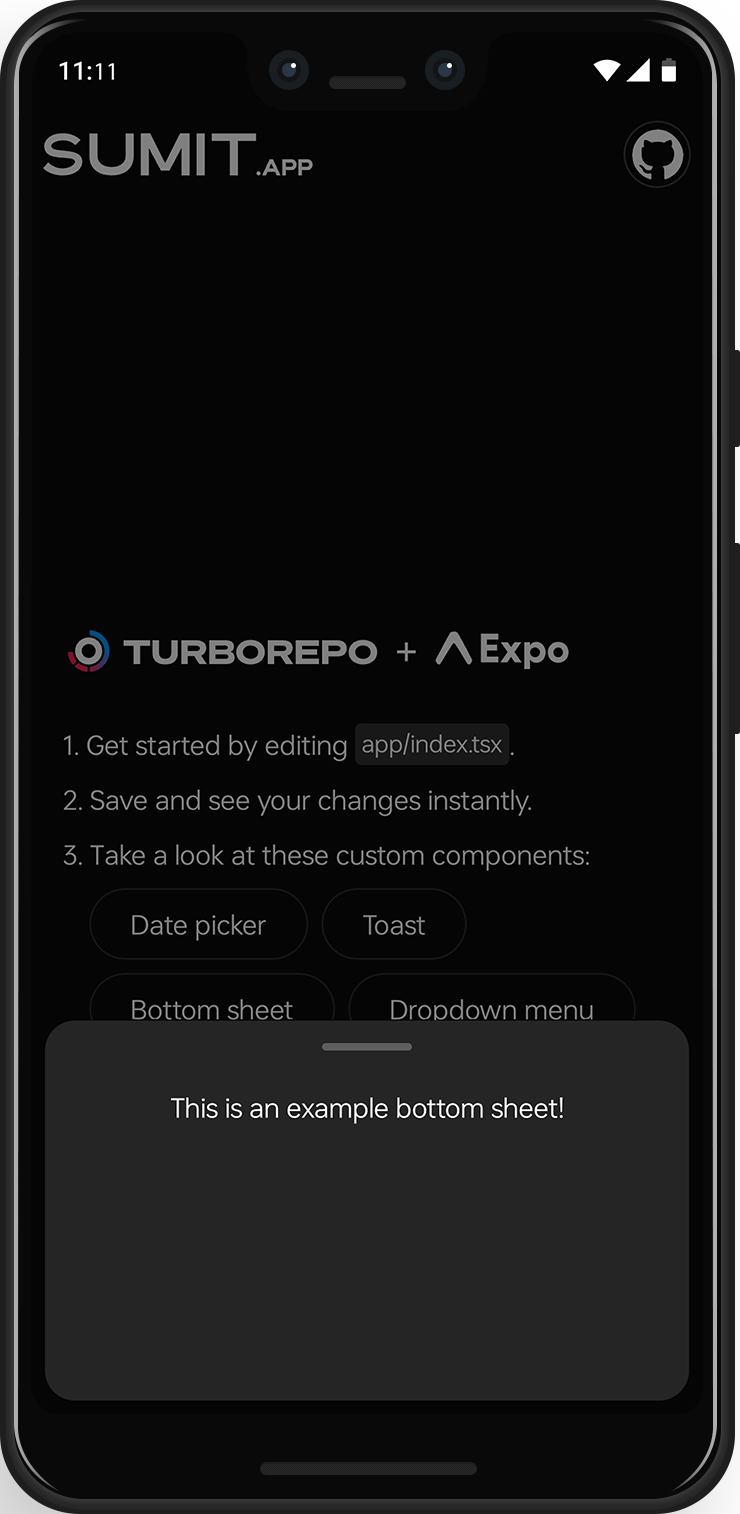 11:11
SUMIT.APP
TURBOREPO + Expo
1. Get started by editing app/index.tsx.
2. Save and see your changes instantly.
3. Take a look at these custom components:
Date picker Toast
Bottom sheet Dropdown menu
This is an example bottom sheet!